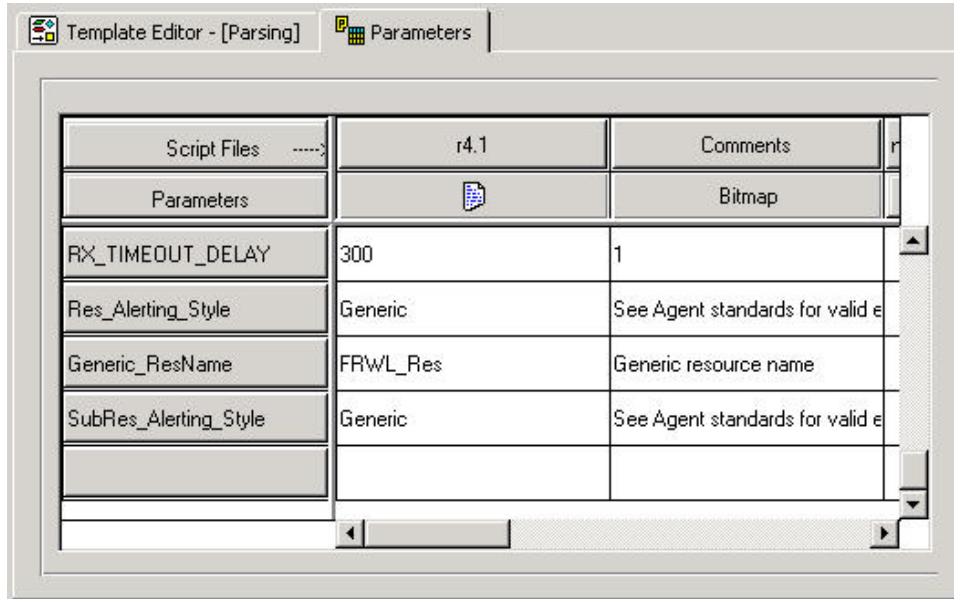 Template Editor - [Parsing] Parameters
Script Files -----> r4.1 Comments
Parameters Bitmap
RX_TIMEOUT_DELAY 300 1
Res_Alerting_Style Generic See Agent standards for valid e
Generic_ResName FRWL_Res Generic resource name
SubRes_Alerting_Style Generic See Agent standards for valid e